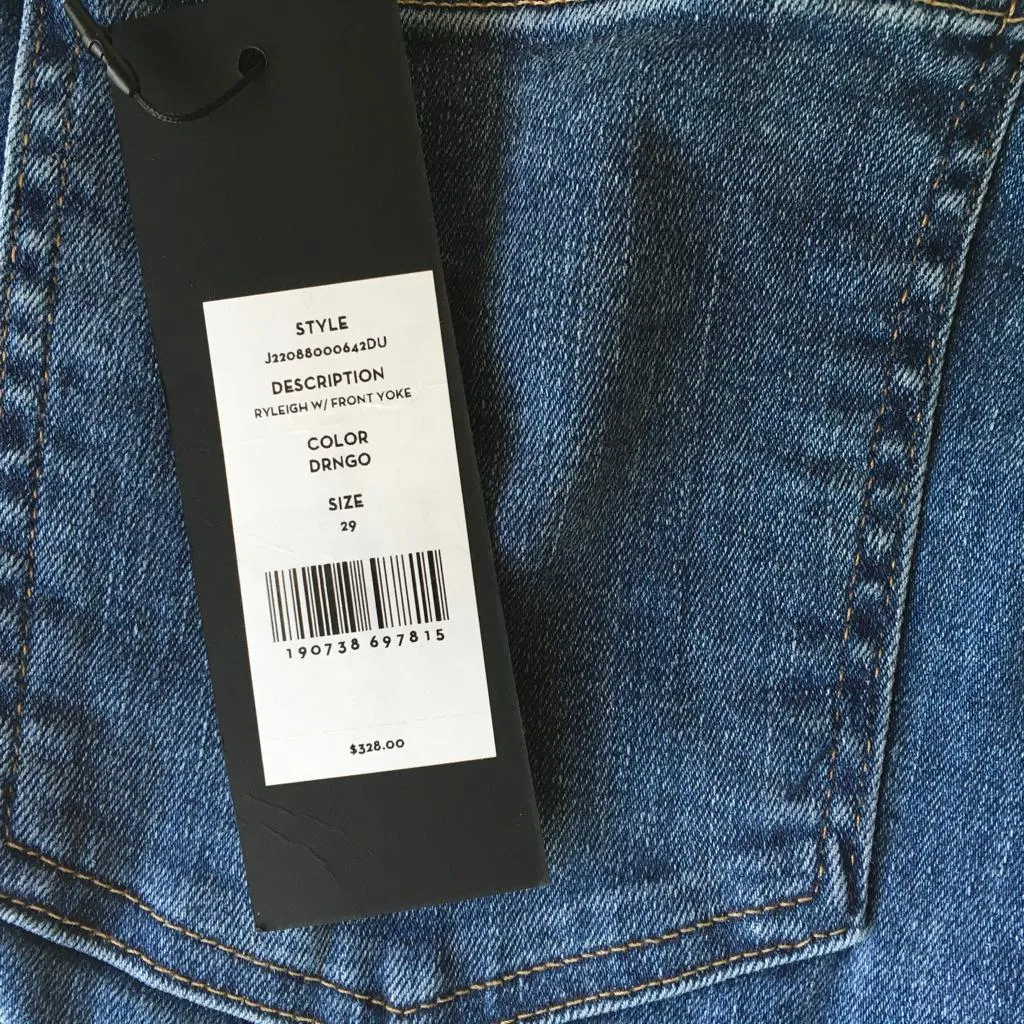 STYLE
J22088000642DU
DESCRIPTION
RYLEIGH W/ FRONT YOKE
COLOR
DRNGO
SIZE
29
190738 697815
$328.00